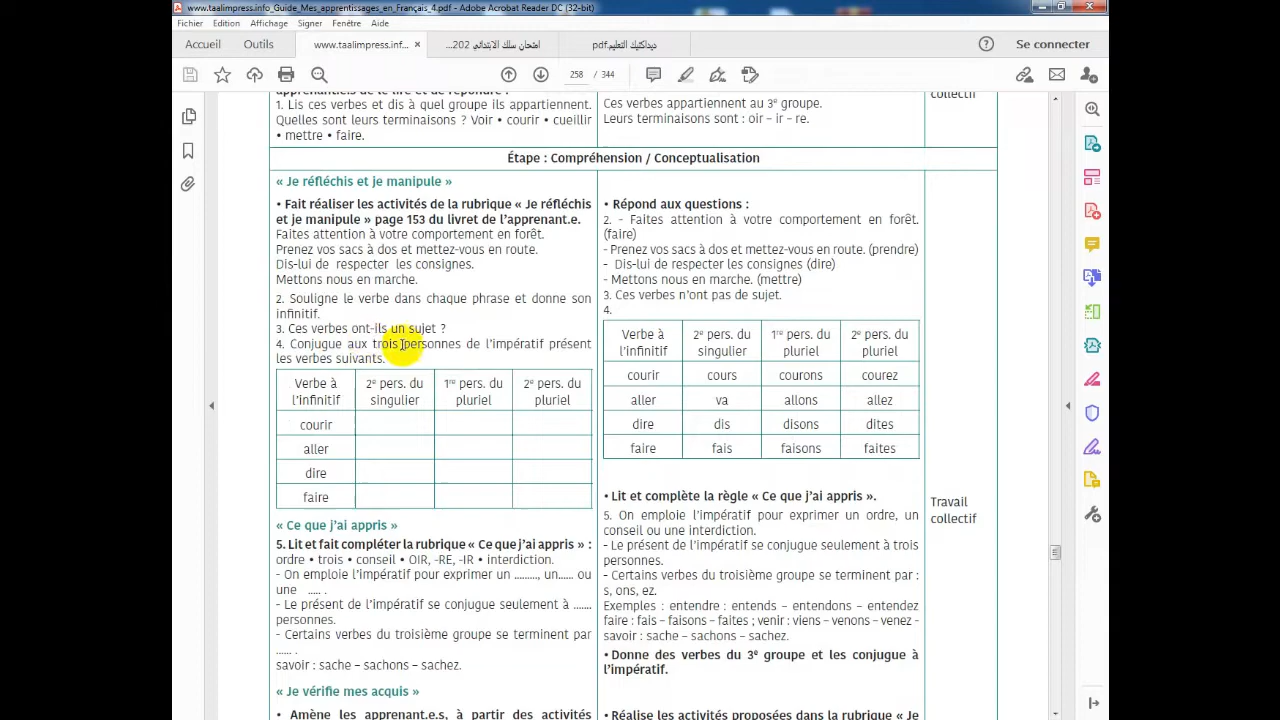 www.taalimpress.info_Guide_Mes_apprentissages_en_Français_4.pdf - Adobe Acrobat Reader DC (32-bit)
Fichier Edition Affichage Signer Fenêtre Aide
Accueil Outils www.taalimpress.inf... × امتحان سلك الابتدائي 202... ديداكتيك التعليم.pdf Se connecter
258 / 344
1. Lis ces verbes et dis à quel groupe ils appartiennent.
Quelles sont leurs terminaisons ? Voir • courir • cueillir
• mettre • faire.
Ces verbes appartiennent au 3e groupe.
Leurs terminaisons sont : oir – ir – re.
collectif
Étape : Compréhension / Conceptualisation
« Je réfléchis et je manipule »
• Fait réaliser les activités de la rubrique « Je réfléchis
et je manipule » page 153 du livret de l'apprenant.e.
Faites attention à votre comportement en forêt.
Prenez vos sacs à dos et mettez-vous en route.
Dis-lui de respecter les consignes.
Mettons nous en marche.
2. Souligne le verbe dans chaque phrase et donne son
infinitif.
3. Ces verbes ont-ils un sujet ?
4. Conjugue aux trois personnes de l'impératif présent
les verbes suivants.
Verbe à l'infinitif 2e pers. du singulier 1re pers. du pluriel 2e pers. du pluriel
courir
aller
dire
faire
« Ce que j'ai appris »
5. Lit et fait compléter la rubrique « Ce que j'ai appris » :
ordre • trois • conseil • OIR, -RE, -IR • interdiction.
- On emploie l'impératif pour exprimer un ........., un...... ou
une ..... .
- Le présent de l'impératif se conjugue seulement à .......
personnes.
- Certains verbes du troisième groupe se terminent par
...... .
savoir : sache – sachons – sachez.
« Je vérifie mes acquis »
• Amène les apprenant.e.s, à partir des activités
• Répond aux questions :
2. - Faites attention à votre comportement en forêt.
(faire)
- Prenez vos sacs à dos et mettez-vous en route. (prendre)
- Dis-lui de respecter les consignes (dire)
- Mettons nous en marche. (mettre)
3. Ces verbes n'ont pas de sujet.
4.
Verbe à l'infinitif 2e pers. du singulier 1re pers. du pluriel 2e pers. du pluriel
courir cours courons courez
aller va allons allez
dire dis disons dites
faire fais faisons faites
• Lit et complète la règle « Ce que j'ai appris ».
5. On emploie l'impératif pour exprimer un ordre, un
conseil ou une interdiction.
- Le présent de l'impératif se conjugue seulement à trois
personnes.
- Certains verbes du troisième groupe se terminent par :
s, ons, ez.
Exemples : entendre : entends – entendons – entendez
faire : fais – faisons – faites ; venir : viens – venons – venez -
savoir : sache – sachons – sachez.
•Donne des verbes du 3e groupe et les conjugue à
l'impératif.
•Réalise les activités proposées dans la rubrique « Je
Travail
collectif